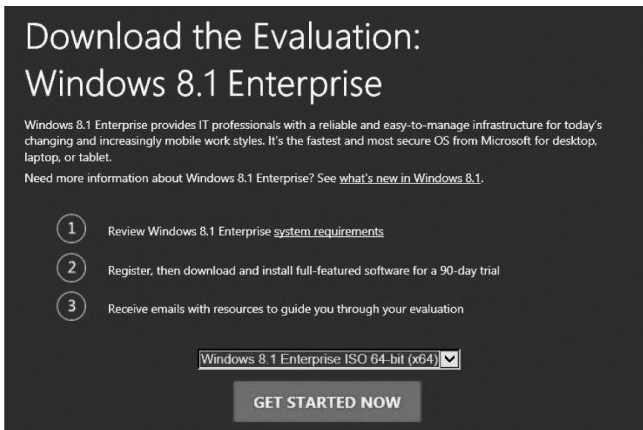 Download the Evaluation:
Windows 8.1 Enterprise
Windows 8.1 Enterprise provides IT professionals with a reliable and easy-to-manage infrastructure for today's
changing and increasingly mobile work styles. It's the fastest and most secure OS from Microsoft for desktop,
laptop, or tablet.
Need more information about Windows 8.1 Enterprise? See what's new in Windows 8.1.
1 Review Windows 8.1 Enterprise system requirements
2 Register, then download and install full-featured software for a 90-day trial
3 Receive emails with resources to guide you through your evaluation
Windows 8.1 Enterprise ISO 64-bit (x64)
GET STARTED NOW